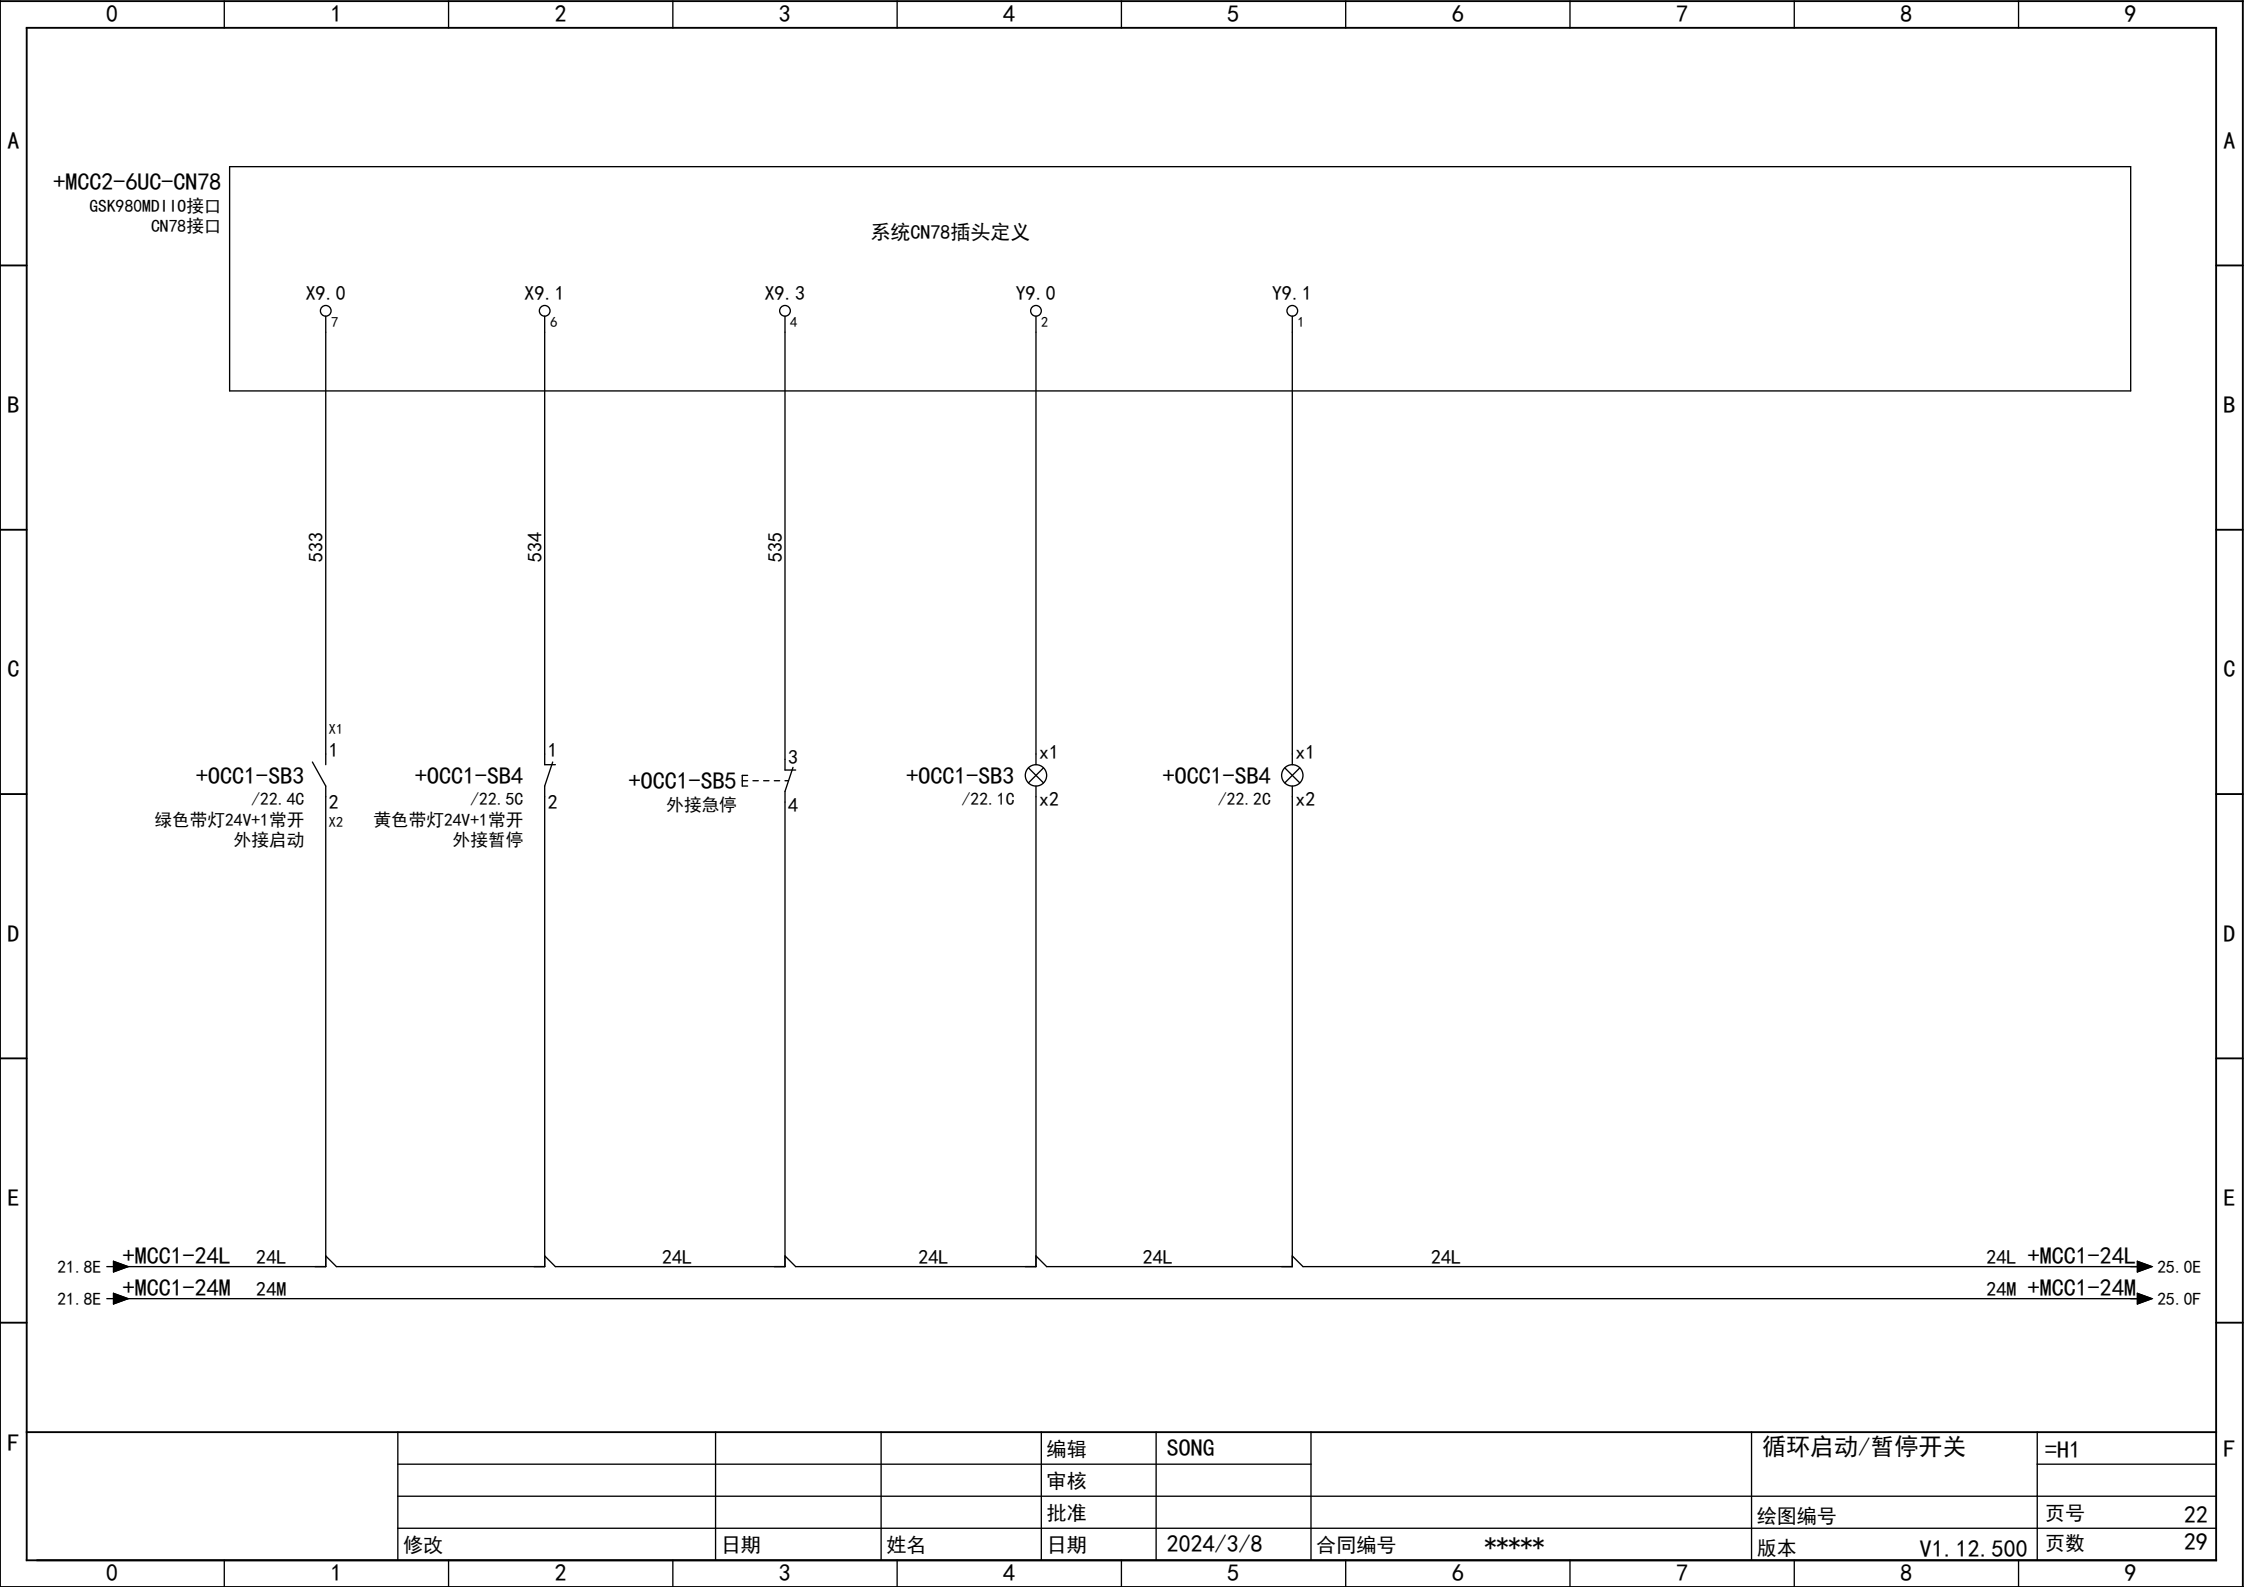 0 1 2 3 4 5 6 7 8 9
A A
+MCC2-6UC-CN78
GSK980MDIIO接口
CN78接口
系统CN78插头定义
X9.0 X9.1 X9.3 Y9.0 Y9.1
7 6 4 2 1
B B
533 534 535
C C
X1
1 1 3 x1 x1
+OCC1-SB3 +OCC1-SB4 +OCC1-SB5 +OCC1-SB3 +OCC1-SB4
/22.4C /22.5C 外接急停 /22.1C /22.2C
2 2 4 x2 x2
绿色带灯24V+1常开 X2 黄色带灯24V+1常开
外接启动 外接暂停
D D
E E
21.8E +MCC1-24L 24L 24L 24L 24L 24L 24L +MCC1-24L 25.0E
21.8E +MCC1-24M 24M 24M +MCC1-24M 25.0F
F F
编辑 SONG 循环启动/暂停开关 =H1
审核
批准 绘图编号 页号 22
修改 日期 姓名 日期 2024/3/8 合同编号 ***** 版本 V1.12.500 页数 29
0 1 2 3 4 5 6 7 8 9